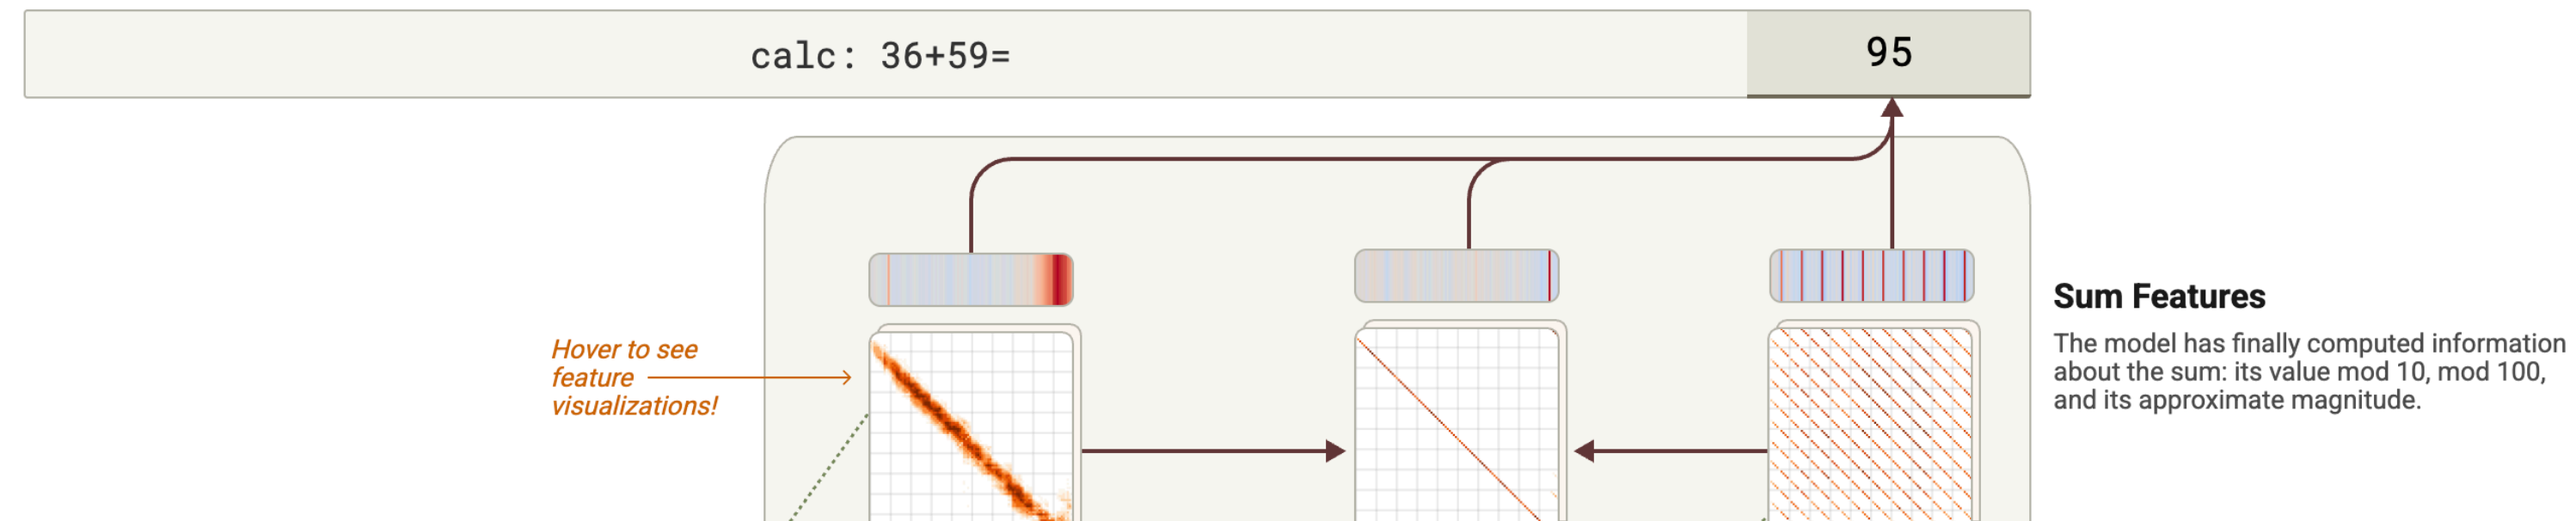 calc: 36+59=
95
Hover to see
feature
visualizations!
Sum Features
The model has finally computed information
about the sum: its value mod 10, mod 100,
and its approximate magnitude.